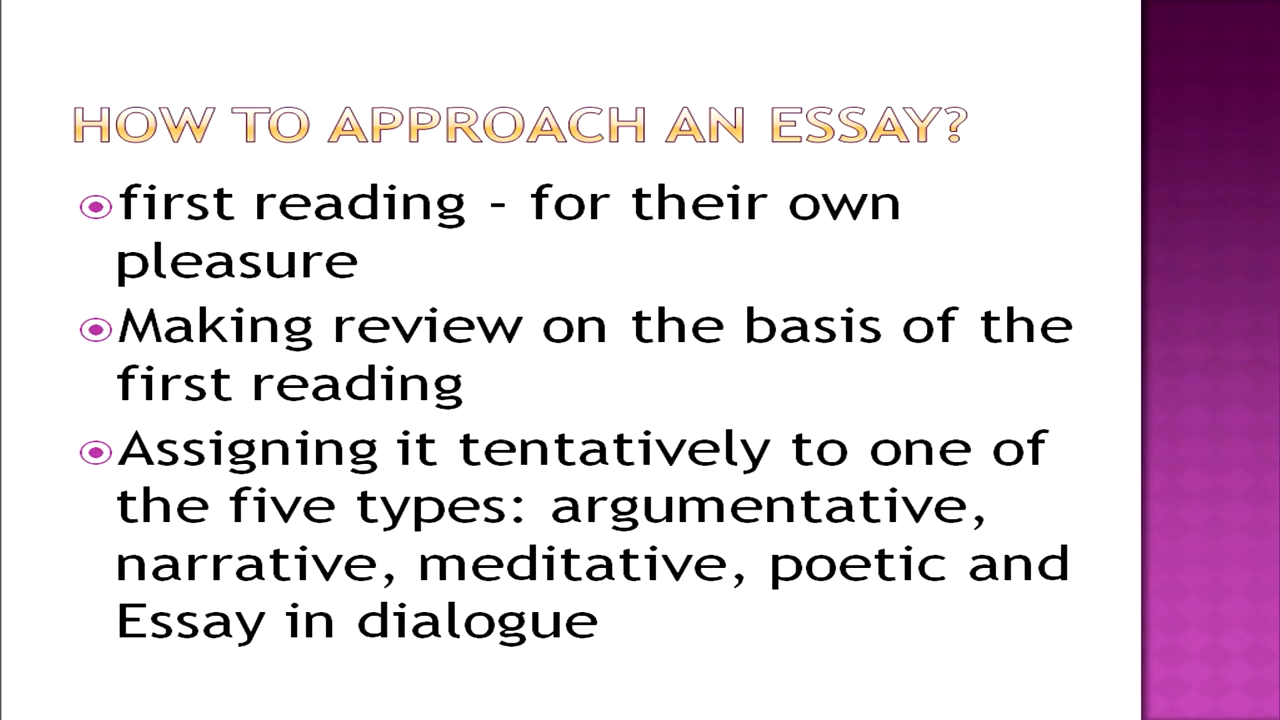 HOW TO APPROACH AN ESSAY?
first reading - for their own
pleasure
Making review on the basis of the
first reading
Assigning it tentatively to one of
the five types: argumentative,
narrative, meditative, poetic and
Essay in dialogue